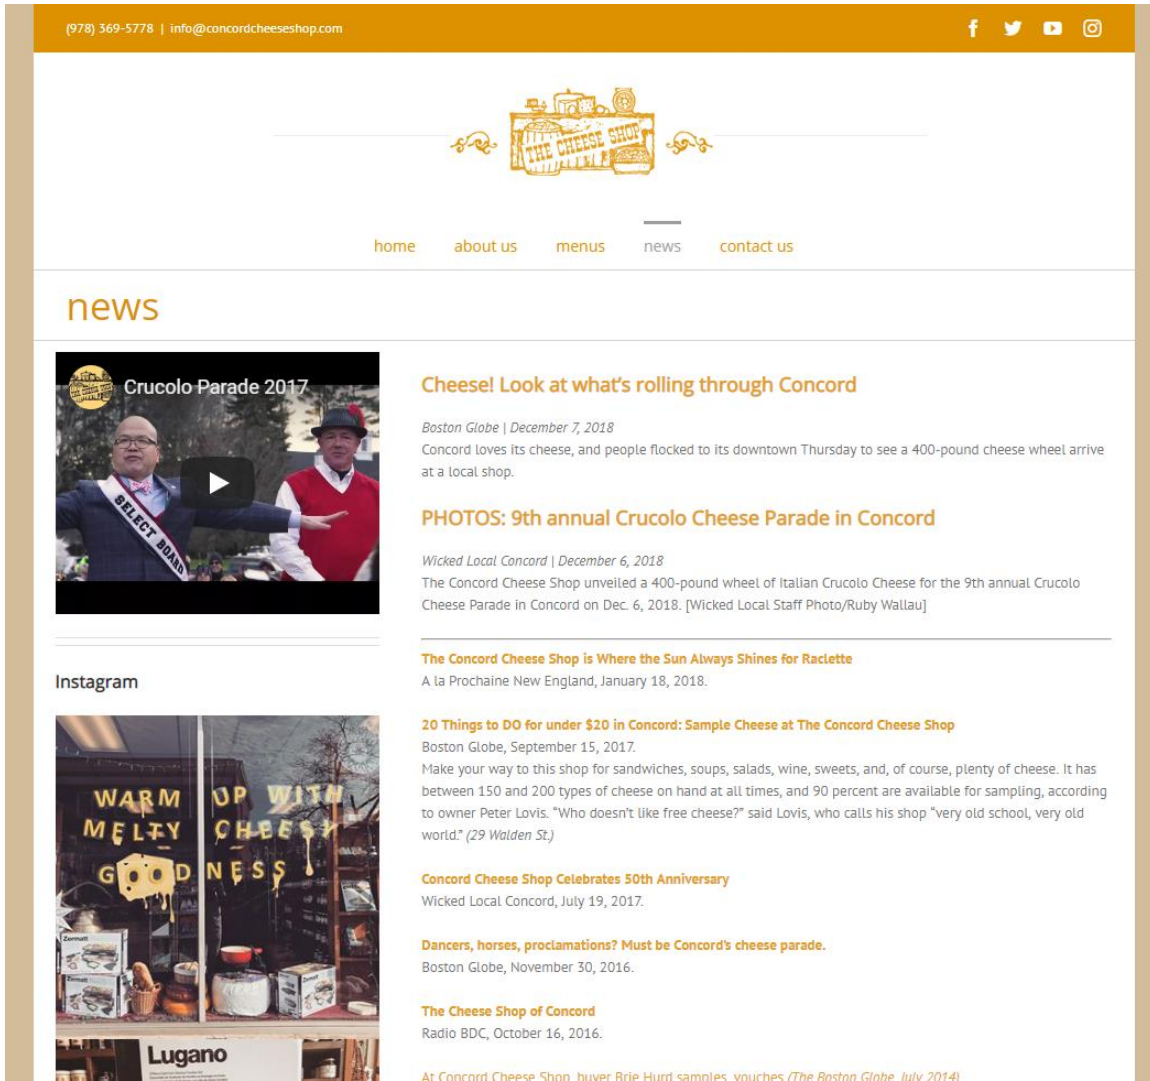 (978) 369-5778 | info@concordcheeseshop.com
THE CHEESE SHOP
home about us menus news contact us
news
Crucolo Parade 2017
SELECT BOARD
Instagram
WARM UP WITH
MELTY CHEESY
GOODNESS
Zermatt
Lugano
Cheese! Look at what's rolling through Concord
Boston Globe | December 7, 2018
Concord loves its cheese, and people flocked to its downtown Thursday to see a 400-pound cheese wheel arrive
at a local shop.
PHOTOS: 9th annual Crucolo Cheese Parade in Concord
Wicked Local Concord | December 6, 2018
The Concord Cheese Shop unveiled a 400-pound wheel of Italian Crucolo Cheese for the 9th annual Crucolo
Cheese Parade in Concord on Dec. 6, 2018. [Wicked Local Staff Photo/Ruby Wallau]
The Concord Cheese Shop is Where the Sun Always Shines for Raclette
A la Prochaine New England, January 18, 2018.
20 Things to DO for under $20 in Concord: Sample Cheese at The Concord Cheese Shop
Boston Globe, September 15, 2017.
Make your way to this shop for sandwiches, soups, salads, wine, sweets, and, of course, plenty of cheese. It has
between 150 and 200 types of cheese on hand at all times, and 90 percent are available for sampling, according
to owner Peter Lovis. “Who doesn't like free cheese?” said Lovis, who calls his shop “very old school, very old
world.” (29 Walden St.)
Concord Cheese Shop Celebrates 50th Anniversary
Wicked Local Concord, July 19, 2017.
Dancers, horses, proclamations? Must be Concord's cheese parade.
Boston Globe, November 30, 2016.
The Cheese Shop of Concord
Radio BDC, October 16, 2016.
At Concord Cheese Shop, buyer Brie Hurd samples, vouches (The Boston Globe, July 2014)